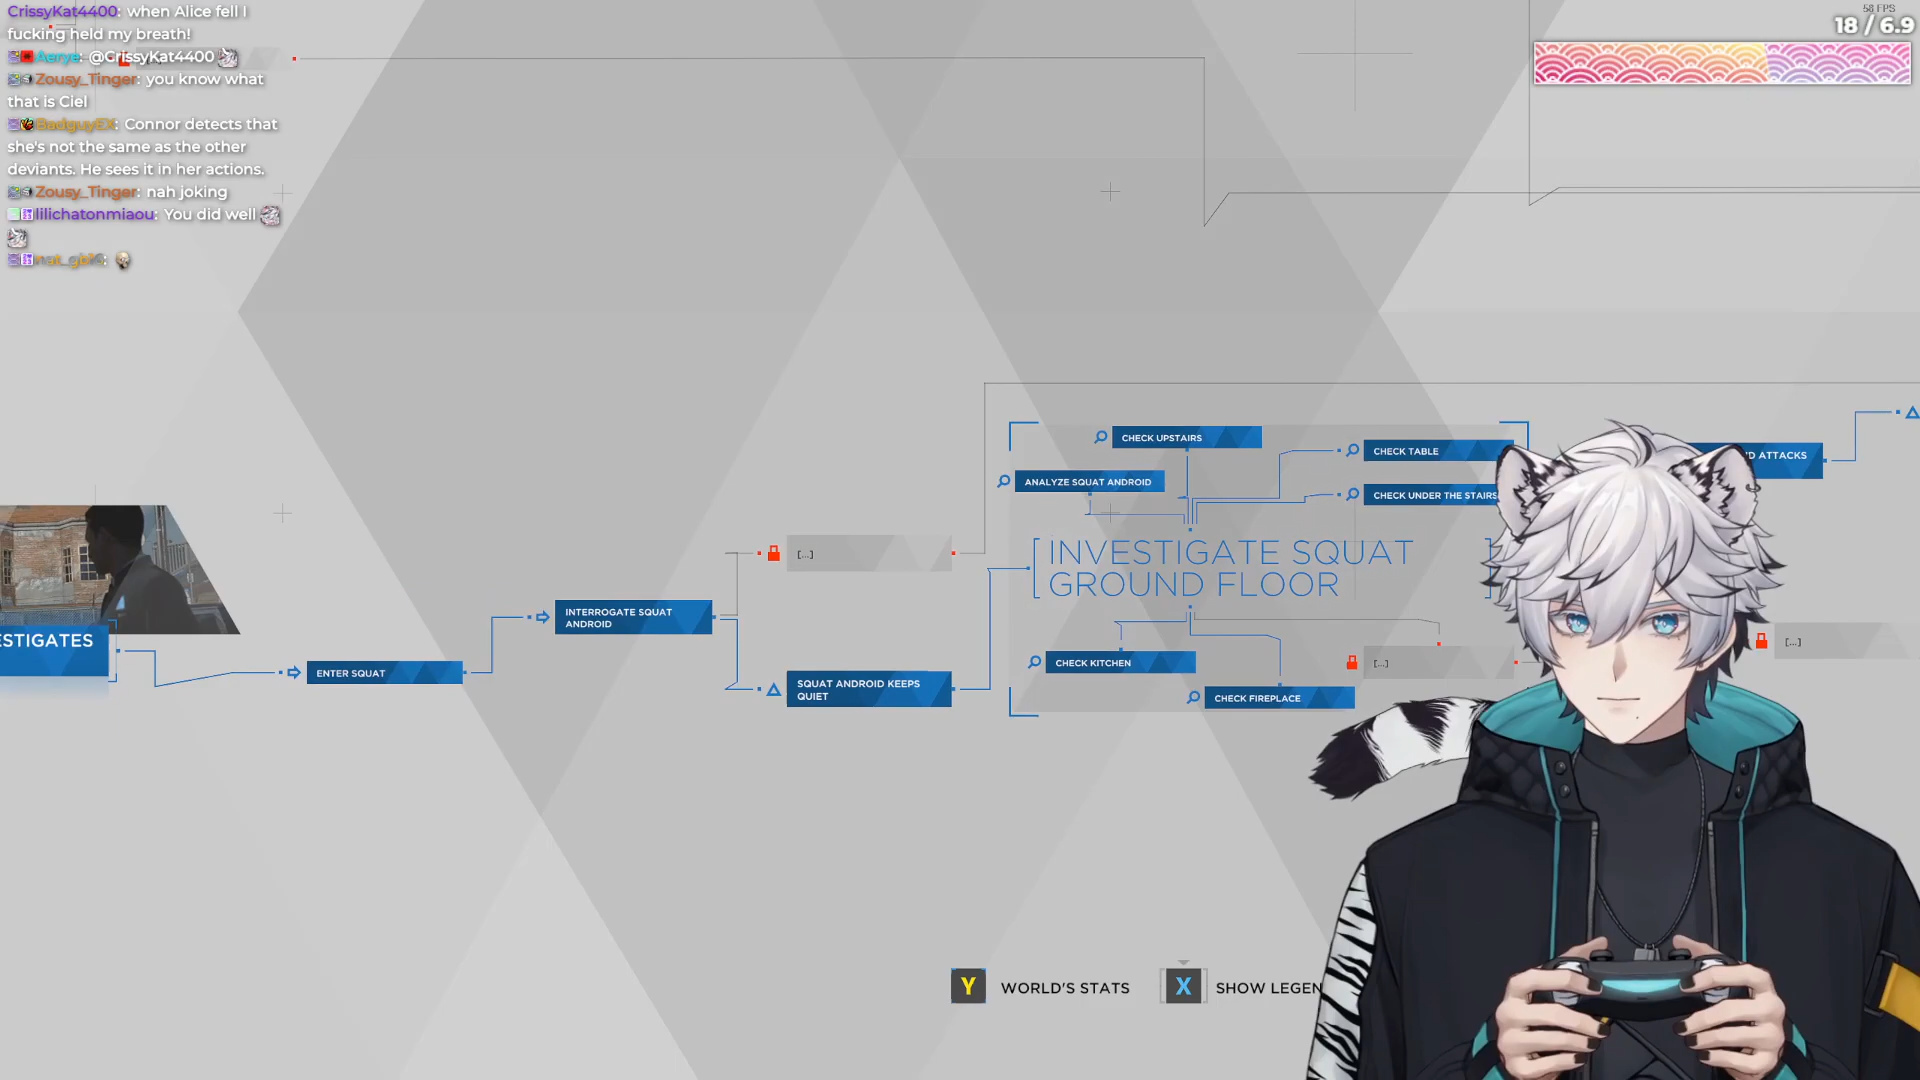 CrissyKat4400: when Alice fell I
fucking held my breath!
Aerye: @CrissyKat4400
Zousy_Tinger: you know what
that is Ciel
BadguyEX: Connor detects that
she's not the same as the other
deviants. He sees it in her actions.
Zousy_Tinger: nah joking
lilichatonmiaou: You did well
58 FPS
18 / 6.9
CHECK UPSTAIRS
CHECK TABLE
D ATTACKS
ANALYZE SQUAT ANDROID
CHECK UNDER THE STAIRS
[...]
INVESTIGATE SQUAT
GROUND FLOOR
INTERROGATE SQUAT
ANDROID
ESTIGATES
ENTER SQUAT
SQUAT ANDROID KEEPS
QUIET
CHECK KITCHEN
[...]
[...]
CHECK FIREPLACE
Y WORLD'S STATS
X SHOW LEGEN